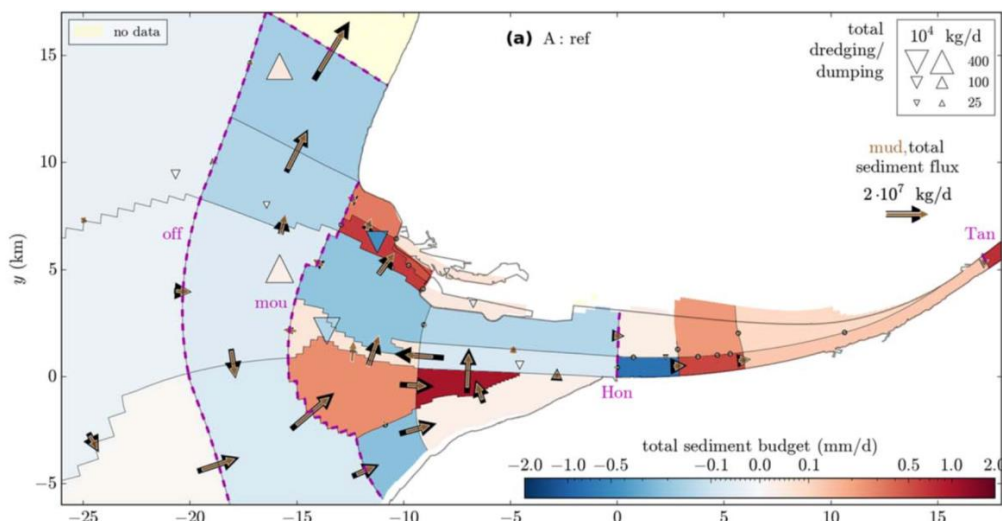 no data
(a) A: ref
total
dredging/
dumping
10⁴ kg/d
400
100
25
mud,total
sediment flux
2·10⁷ kg/d
off
mou
Hon
Tan
y (km)
15
10
5
0
−5
total sediment budget (mm/d)
−2.0 −1.0 −0.5 −0.1 0.0 0.1 0.5 1.0 2.0
−25 −20 −15 −10 −5 0 5 10 15